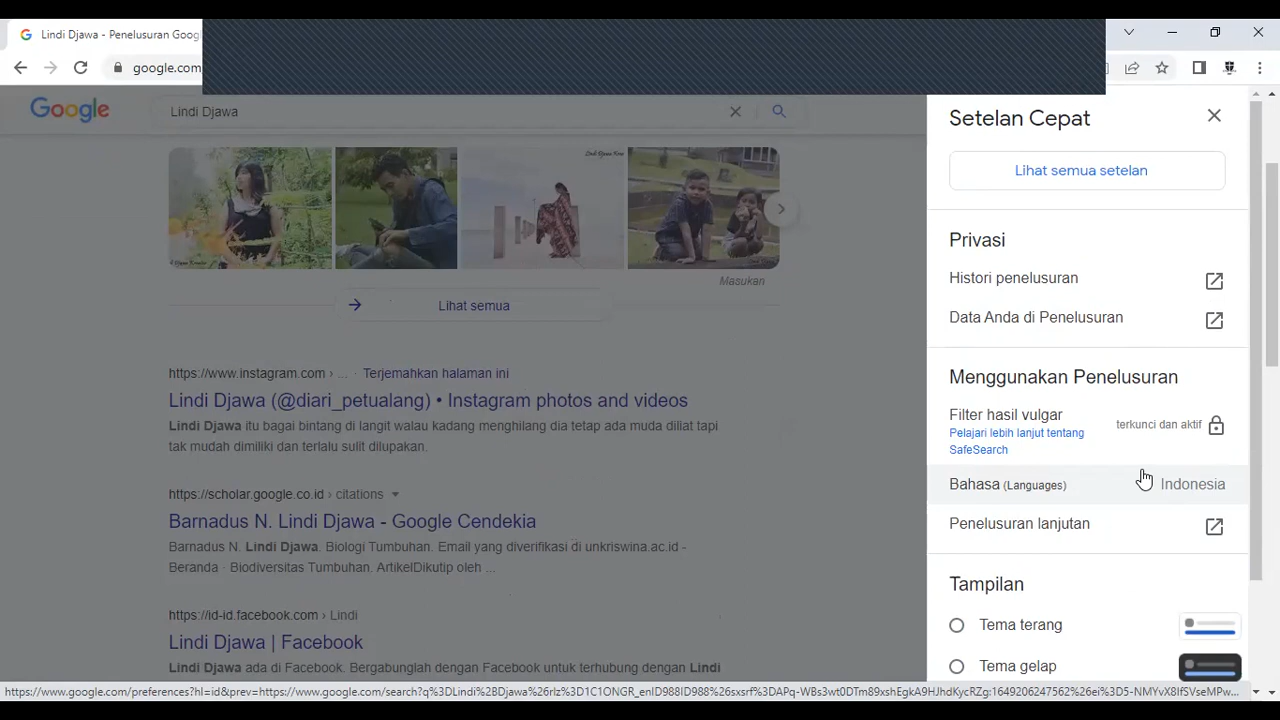 Lindi Djawa - Penelusuran Goog
google.com
Google
Lindi Djawa
Masukan
Lihat semua
https://www.instagram.com › ... · Terjemahkan halaman ini
Lindi Djawa (@diari_petualang) • Instagram photos and videos
Lindi Djawa itu bagai bintang di langit walau kadang menghilang dia tetap ada muda diliat tapi
tak mudah dimiliki dan terlalu sulit dilupakan.
https://scholar.google.co.id › citations
Barnadus N. Lindi Djawa - Google Cendekia
Barnadus N. Lindi Djawa. Biologi Tumbuhan. Email yang diverifikasi di unkriswina.ac.id -
Beranda · Biodiversitas Tumbuhan. ArtikelDikutip oleh ...
https://id-id.facebook.com › Lindi
Lindi Djawa | Facebook
Lindi Djawa ada di Facebook. Bergabunglah dengan Facebook untuk terhubung dengan Lindi
Setelan Cepat
Lihat semua setelan
Privasi
Histori penelusuran
Data Anda di Penelusuran
Menggunakan Penelusuran
Filter hasil vulgar
Pelajari lebih lanjut tentang
SafeSearch
terkunci dan aktif
Bahasa (Languages)
Indonesia
Penelusuran lanjutan
Tampilan
Tema terang
Tema gelap